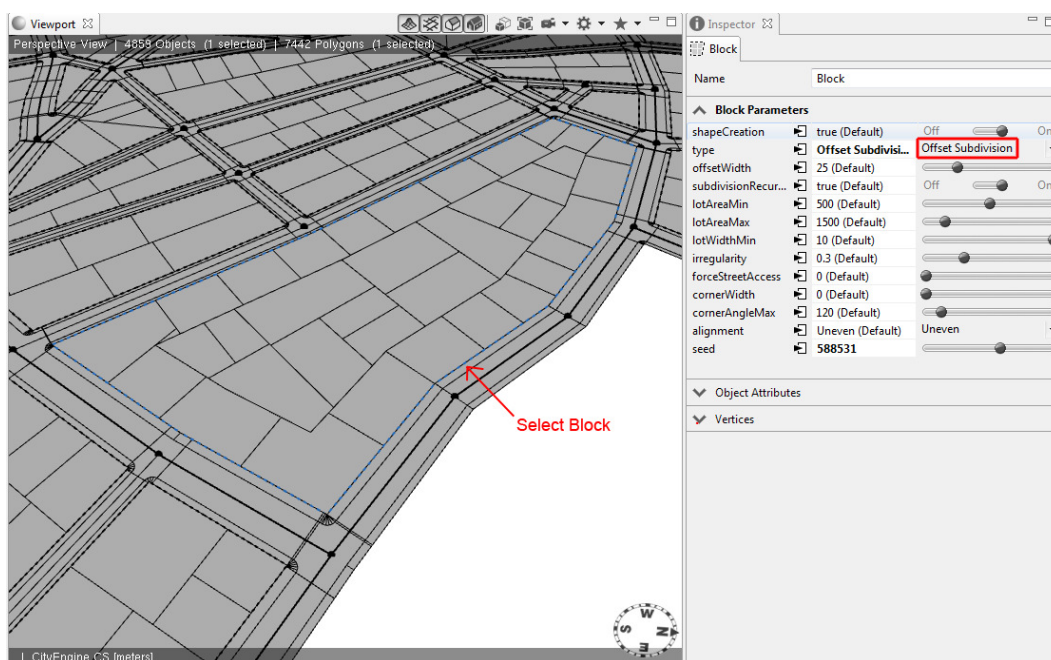 Viewport
Perspective View | 4859 Objects (1 selected) | 7442 Polygons (1 selected)
Select Block
W
S
N
E
CityEngine CS [meters]
Inspector
Block
Name Block
Block Parameters
shapeCreation true (Default) Off On
type Offset Subdivisi... Offset Subdivision
offsetWidth 25 (Default)
subdivisionRecur... true (Default) Off On
lotAreaMin 500 (Default)
lotAreaMax 1500 (Default)
lotWidthMin 10 (Default)
irregularity 0.3 (Default)
forceStreetAccess 0 (Default)
cornerWidth 0 (Default)
cornerAngleMax 120 (Default)
alignment Uneven (Default) Uneven
seed 588531
Object Attributes
Vertices